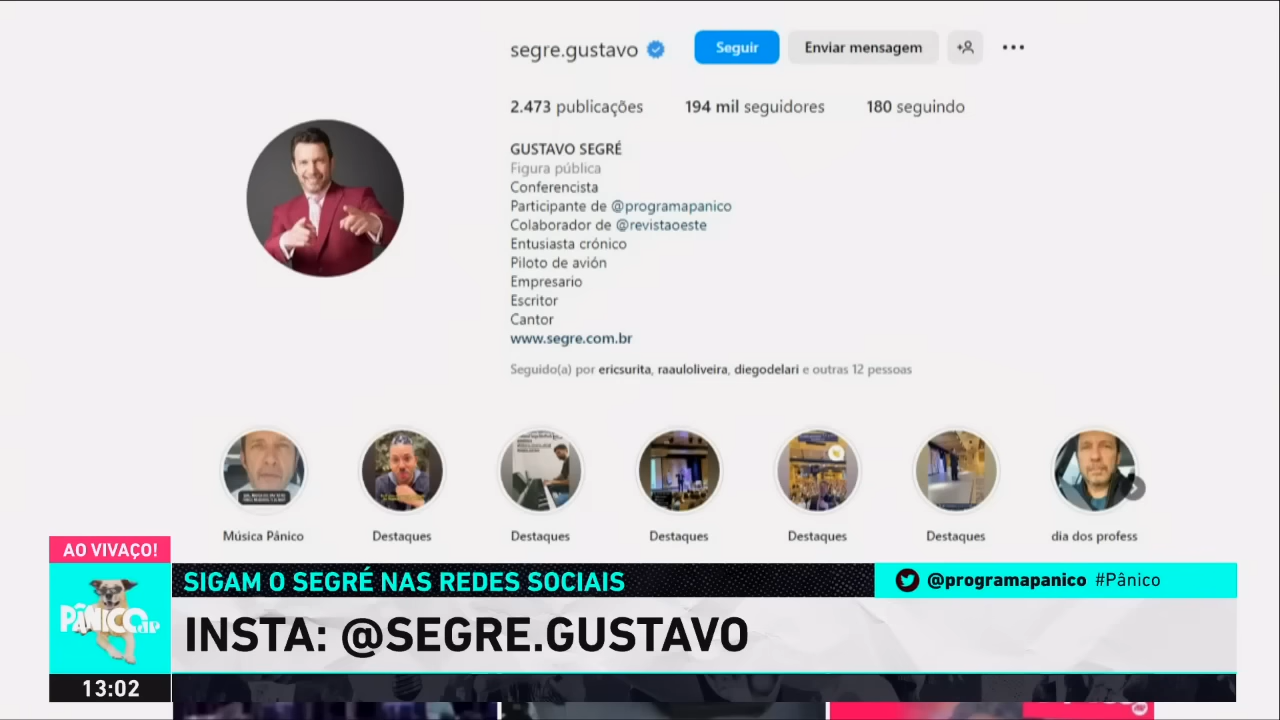 segre.gustavo
Seguir
Enviar mensagem
2.473 publicações
194 mil seguidores
180 seguindo
GUSTAVO SEGRÉ
Figura pública
Conferencista
Participante de @programapanico
Colaborador de @revistaoeste
Entusiasta crónico
Piloto de avión
Empresario
Escritor
Cantor
www.segre.com.br
Seguido(a) por ericsurita, raauloliveira, diegodelari e outras 12 pessoas
Música Pânico
Destaques
Destaques
Destaques
Destaques
Destaques
dia dos profess
AO VIVAÇO!
PÂNICO JP
13:02
SIGAM O SEGRÉ NAS REDES SOCIAIS
@programapanico #Pânico
INSTA: @SEGRE.GUSTAVO